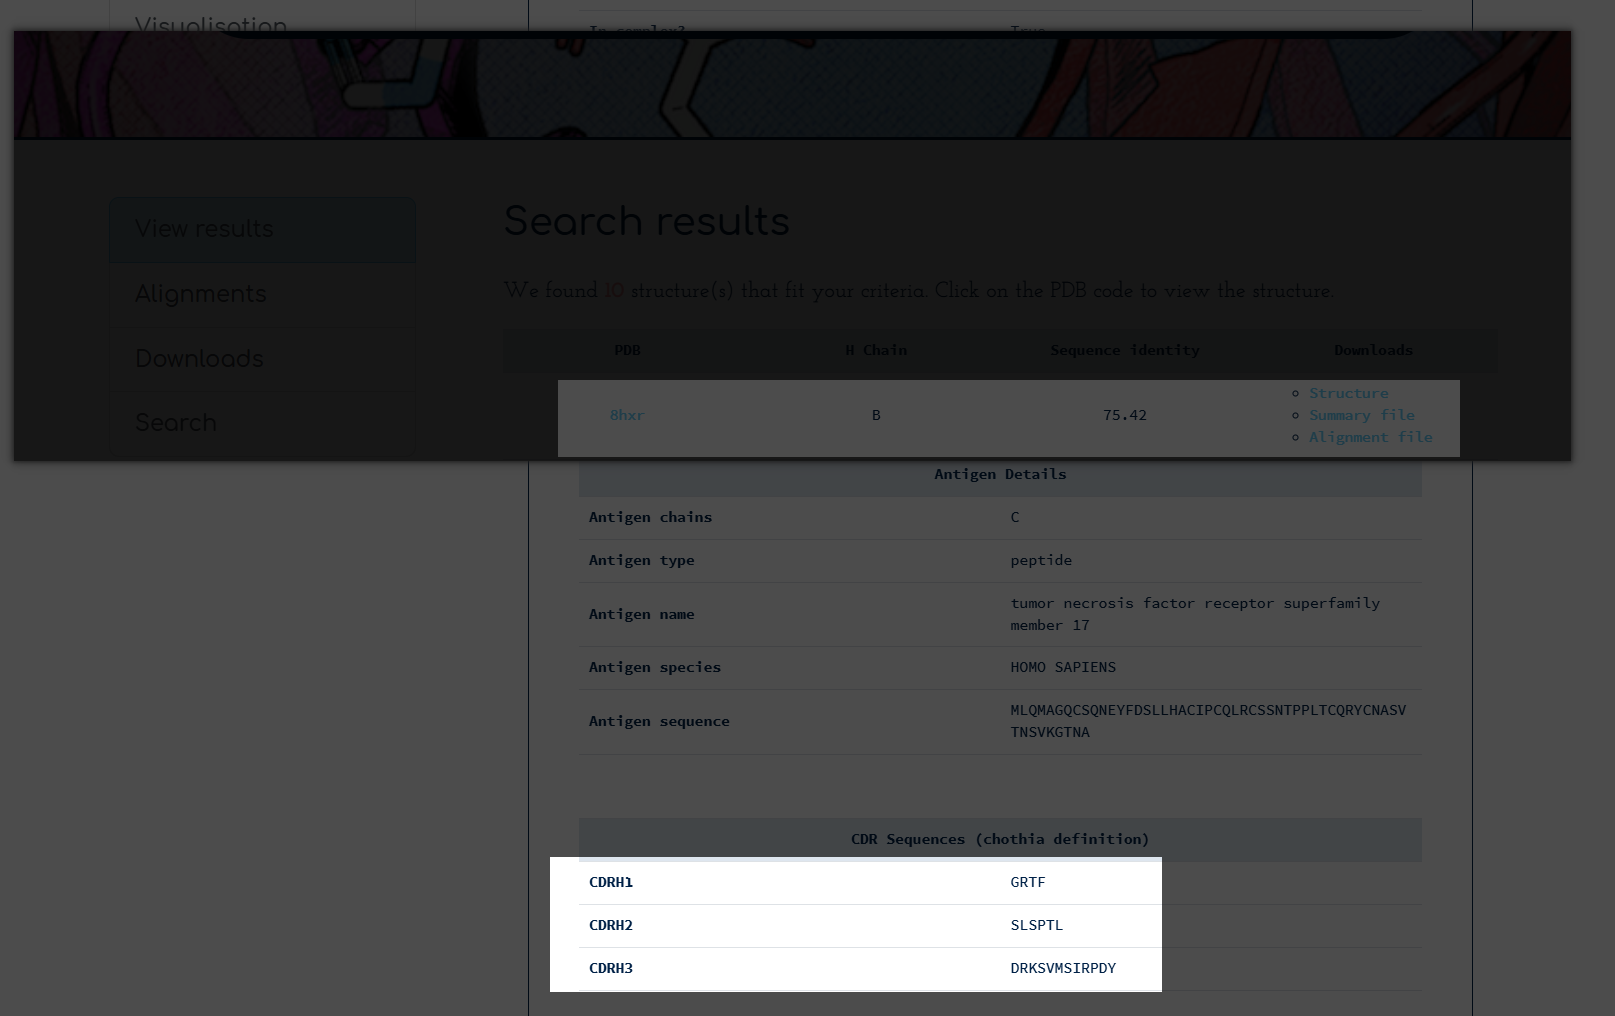 Visualisation
In complex? True
View results
Alignments
Downloads
Search
Search results
We found 10 structure(s) that fit your criteria. Click on the PDB code to view the structure.
PDB H Chain Sequence identity Downloads
8hxr B 75.42
Structure
Summary file
Alignment file
Antigen Details
Antigen chains C
Antigen type peptide
Antigen name tumor necrosis factor receptor superfamily
member 17
Antigen species HOMO SAPIENS
Antigen sequence MLQMAGQCSQNEYFDSLLHACIPCQLRCSSNTPPLTCQRYCNASV
TNSVKGTNA
CDR Sequences (chothia definition)
CDRH1 GRTF
CDRH2 SLSPTL
CDRH3 DRKSVMSIRPDY